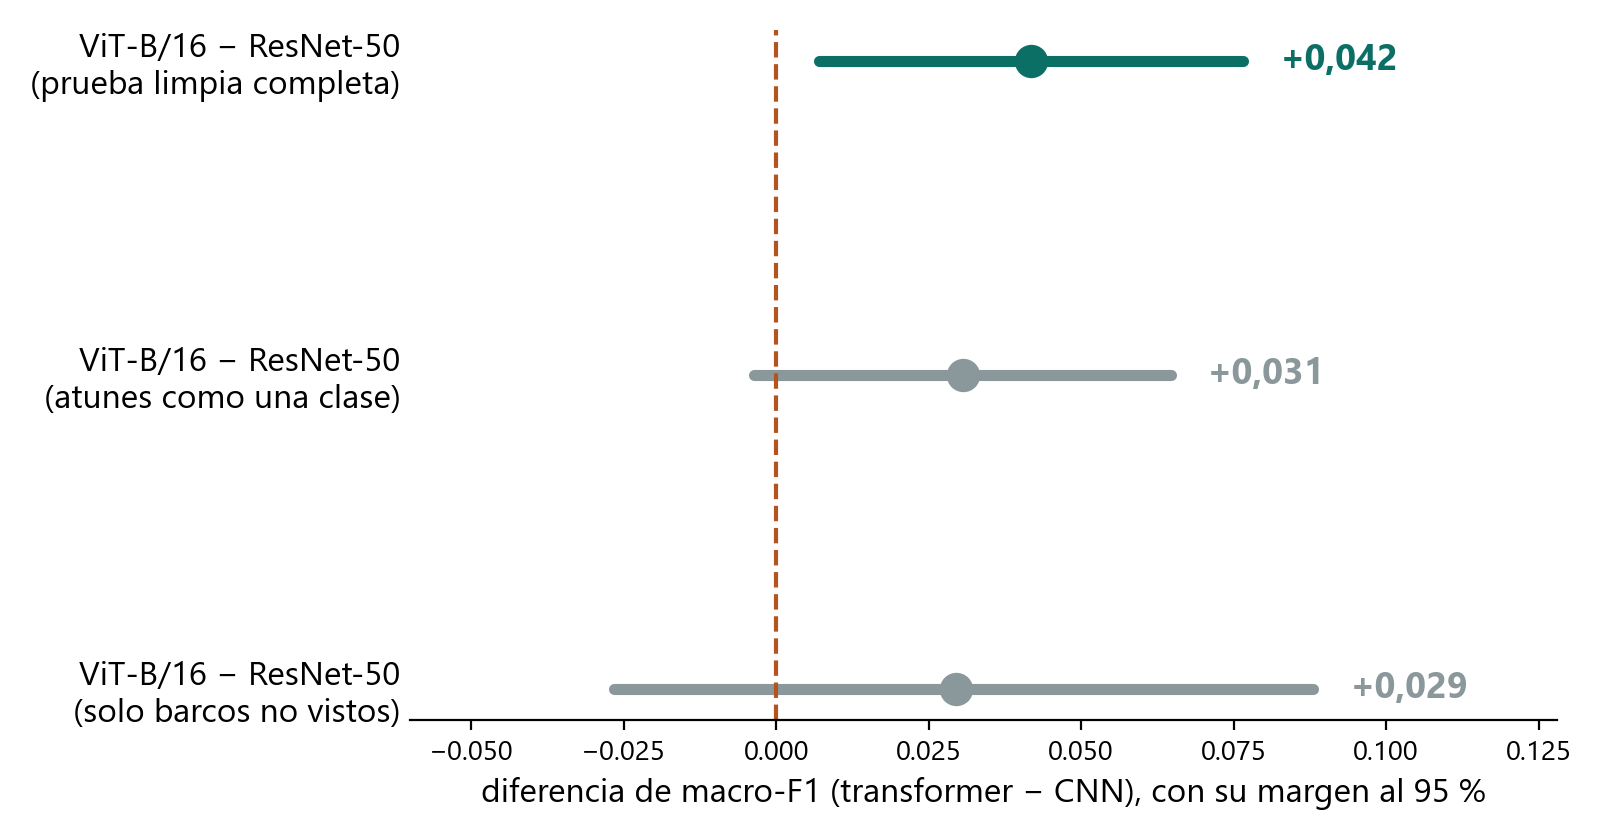 ViT-B/16 − ResNet-50
(prueba limpia completa)
+0,042
ViT-B/16 − ResNet-50
(atunes como una clase)
+0,031
ViT-B/16 − ResNet-50
(solo barcos no vistos)
+0,029
−0.050 −0.025 0.000 0.025 0.050 0.075 0.100 0.125
diferencia de macro-F1 (transformer − CNN), con su margen al 95 %